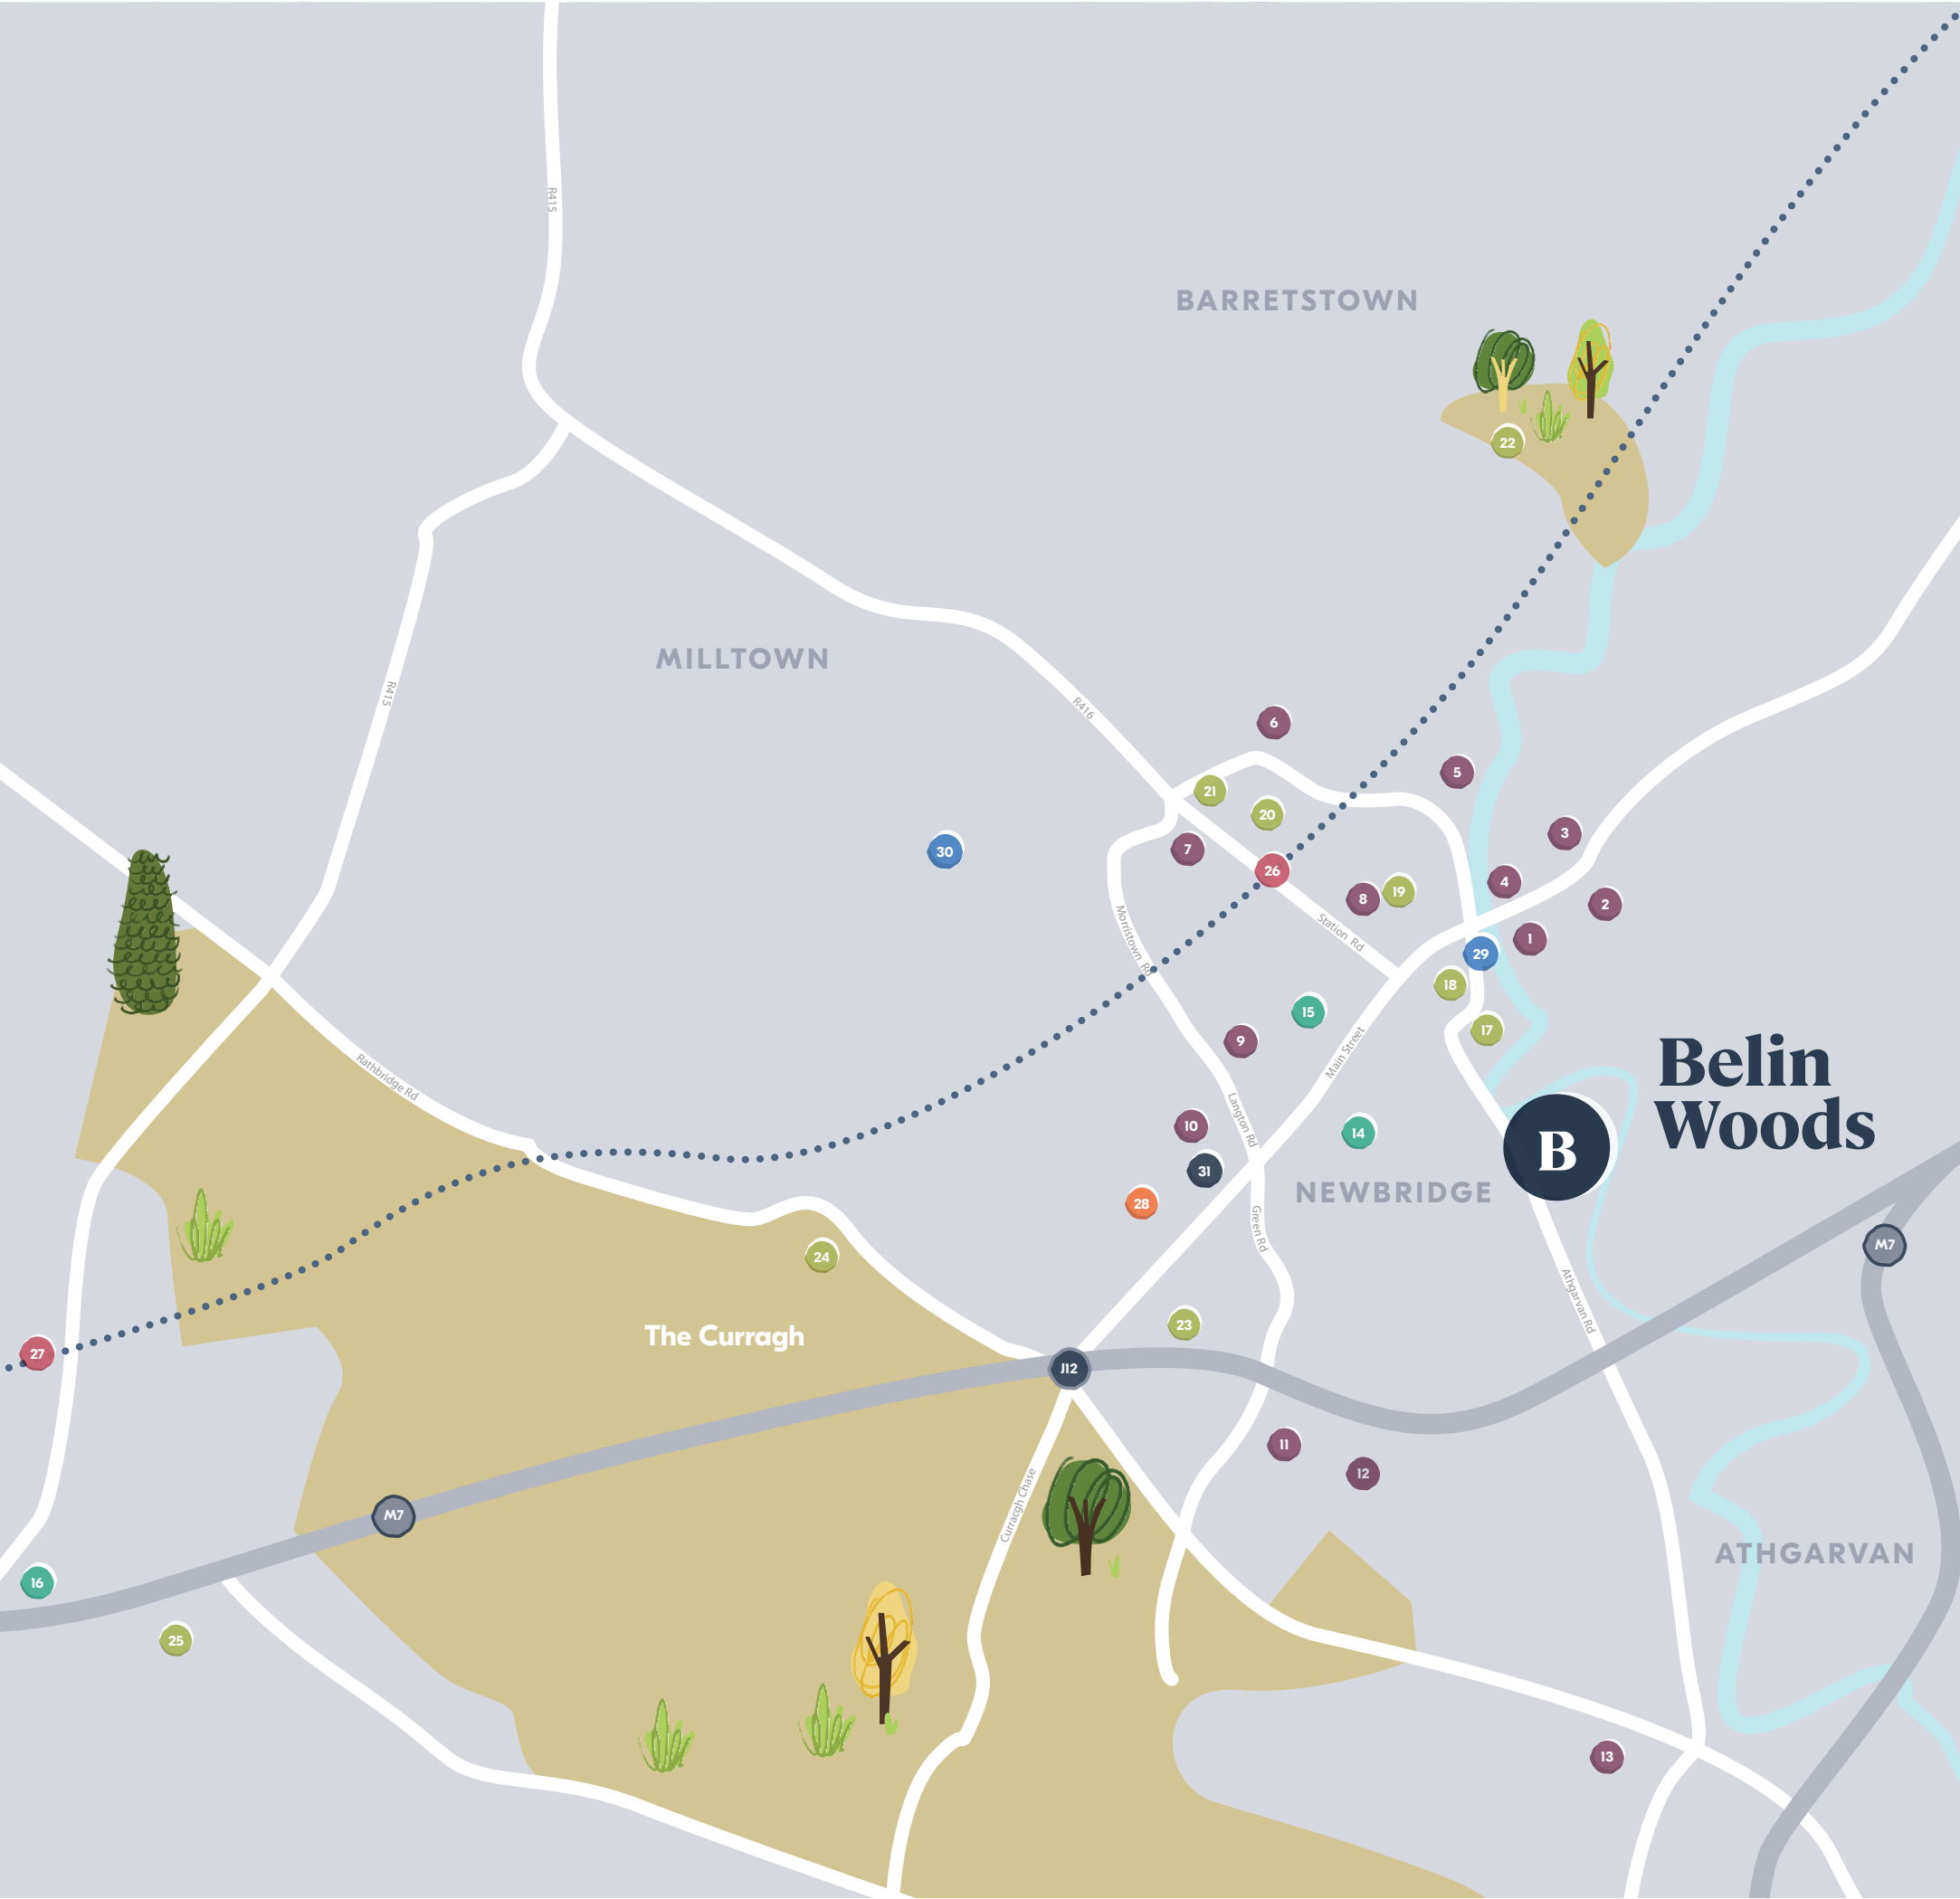 R415
BARRETSTOWN
22
MILLTOWN
R415
R416
6
5
21
20
3
7
30
26
4
8
19
2
Station Rd
1
Morristown Rd
29
18
15
17
9
Main Street
Belin
Woods
Rathbridge Rd
Langton Rd
10
14
B
31
NEWBRIDGE
28
Green Rd
M7
24
Athgarvan Rd
23
The Curragh
27
J12
11
12
Curragh Chase
M7
ATHGARVAN
16
25
13